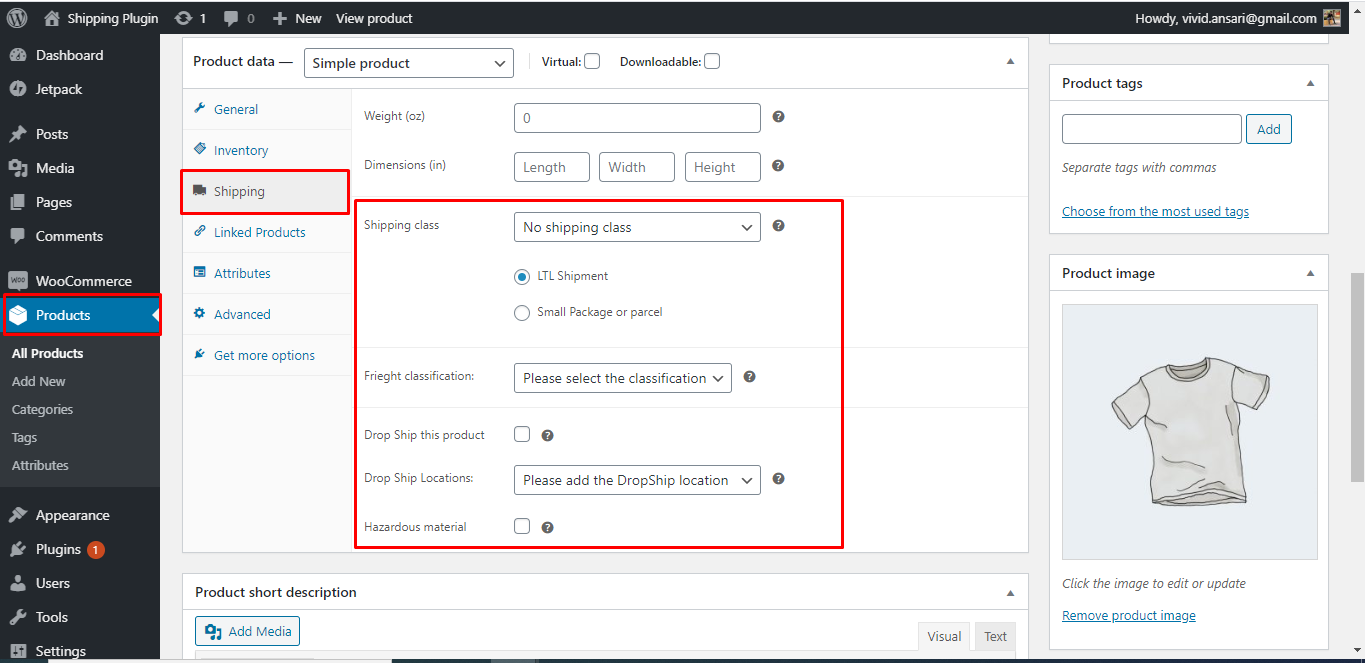 Shipping Plugin 1 0 New View product Howdy, vivid.ansari@gmail.com
Dashboard
Jetpack
Posts
Media
Pages
Comments
WOO WooCommerce
Products
All Products
Add New
Categories
Tags
Attributes
Appearance
Plugins 1
Users
Tools
Settings
Product data — Simple product Virtual: Downloadable:
General
Inventory
Shipping
Linked Products
Attributes
Advanced
Get more options
Weight (oz) 0 ?
Dimensions (in) Length Width Height ?
Shipping class No shipping class ?
LTL Shipment
Small Package or parcel
Frieght classification: Please select the classification ?
Drop Ship this product ?
Drop Ship Locations: Please add the DropShip location ?
Hazardous material ?
Product short description
Add Media
Visual Text
Product tags
Add
Separate tags with commas
Choose from the most used tags
Product image
Click the image to edit or update
Remove product image